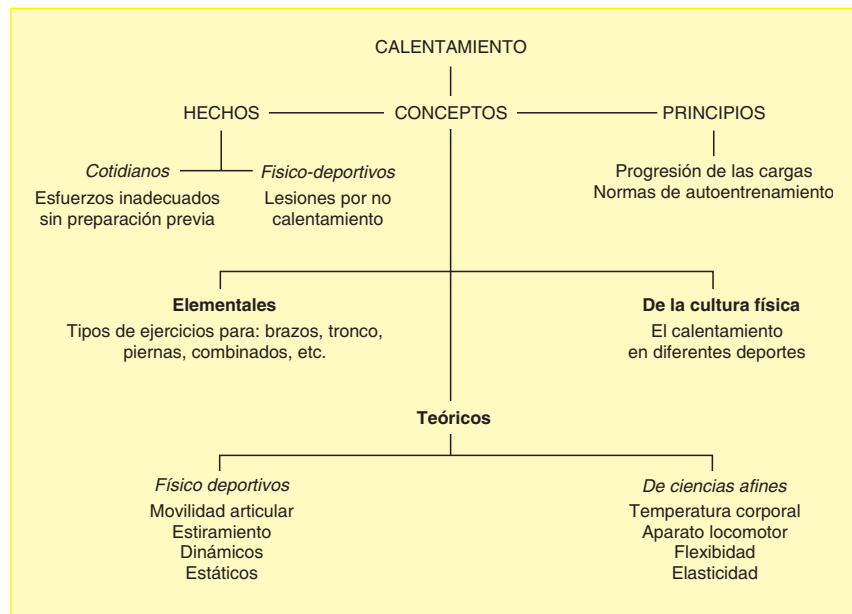 CALENTAMIENTO
HECHOS CONCEPTOS PRINCIPIOS
Cotidianos Fisico-deportivos
Esfuerzos inadecuados
sin preparación previa
Lesiones por no
calentamiento
Progresión de las cargas
Normas de autoentrenamiento
Elementales
Tipos de ejercicios para: brazos, tronco,
piernas, combinados, etc.
De la cultura física
El calentamiento
en diferentes deportes
Teóricos
Físico deportivos
Movilidad articular
Estiramiento
Dinámicos
Estáticos
De ciencias afines
Temperatura corporal
Aparato locomotor
Flexibidad
Elasticidad